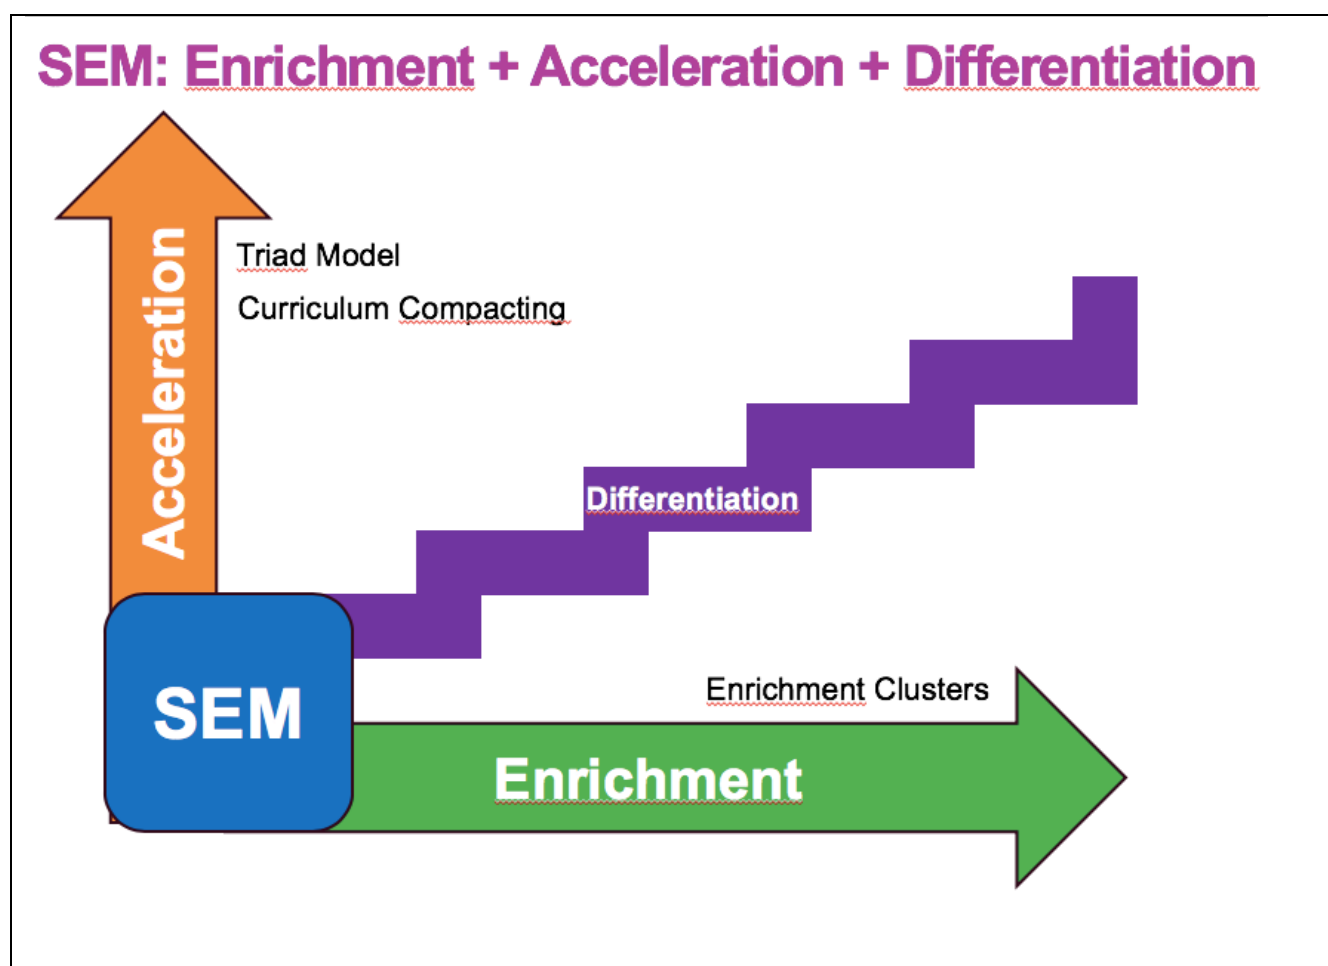 SEM: Enrichment + Acceleration + Differentiation
Acceleration
Triad Model
Curriculum Compacting
Differentiation
Enrichment Clusters
SEM
Enrichment